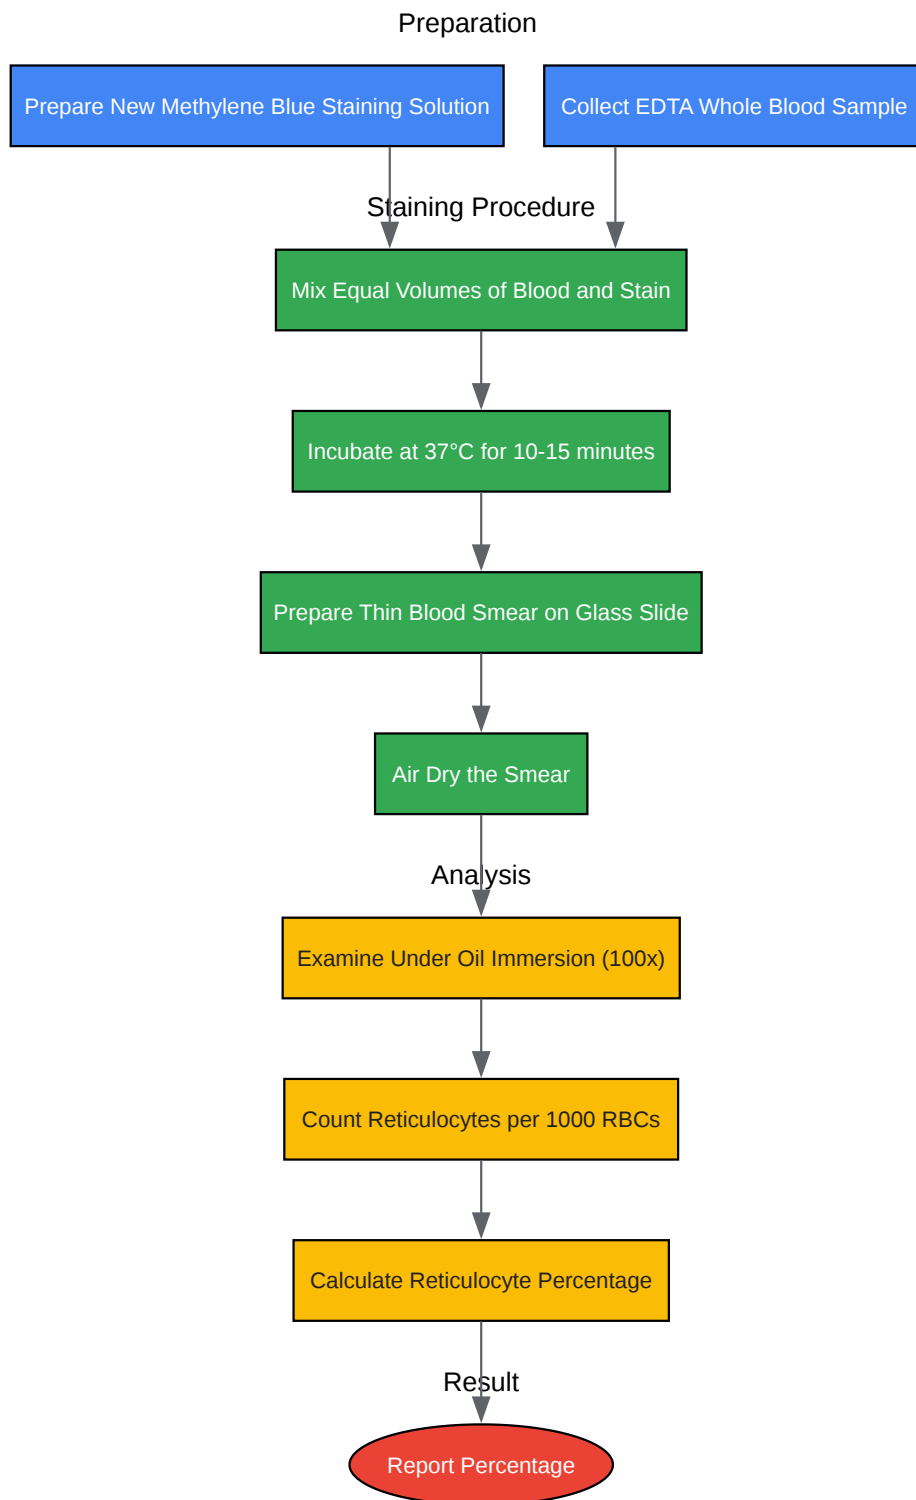 Preparation
Prepare New Methylene Blue Staining Solution
Collect EDTA Whole Blood Sample
Staining Procedure
Mix Equal Volumes of Blood and Stain
Incubate at 37°C for 10-15 minutes
Prepare Thin Blood Smear on Glass Slide
Air Dry the Smear
Analysis
Examine Under Oil Immersion (100x)
Count Reticulocytes per 1000 RBCs
Calculate Reticulocyte Percentage
Result
Report Percentage